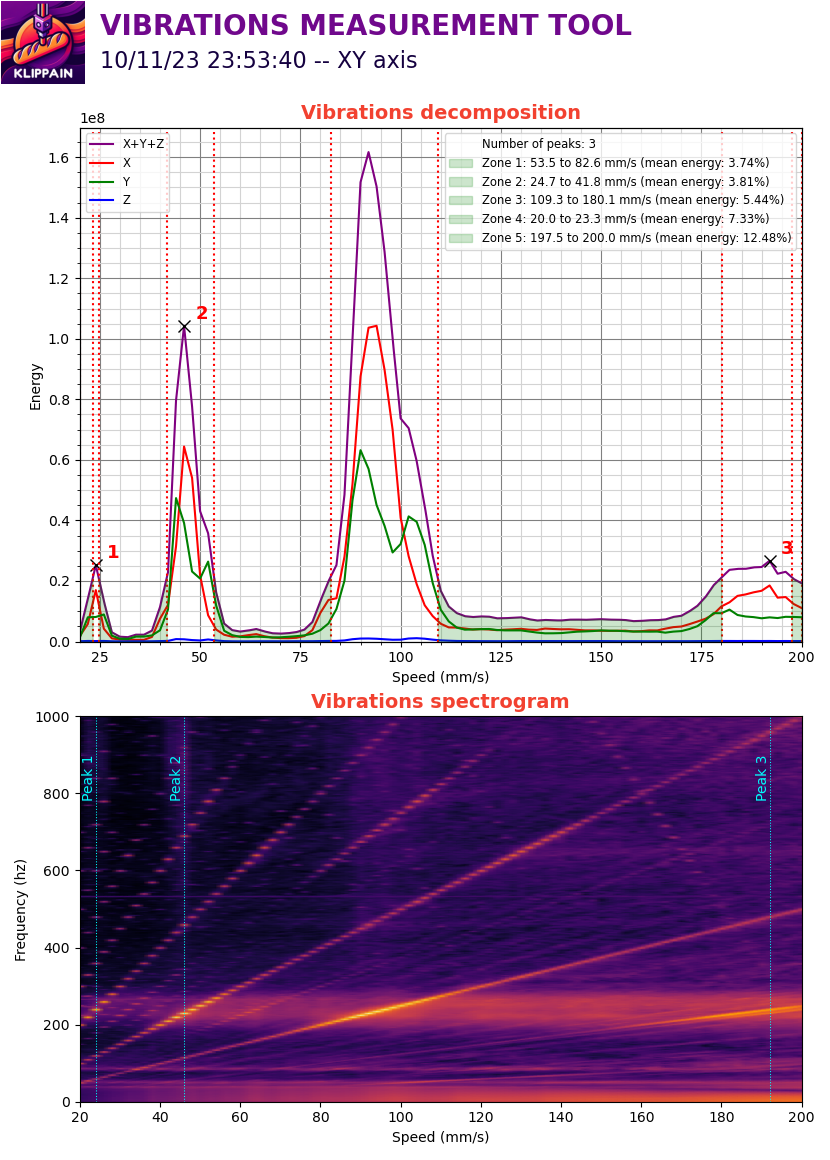 KLIPPAIN
VIBRATIONS MEASUREMENT TOOL
10/11/23 23:53:40 -- XY axis
Vibrations decomposition
1e8
X+Y+Z
X
Y
Z
Number of peaks: 3
Zone 1: 53.5 to 82.6 mm/s (mean energy: 3.74%)
Zone 2: 24.7 to 41.8 mm/s (mean energy: 3.81%)
Zone 3: 109.3 to 180.1 mm/s (mean energy: 5.44%)
Zone 4: 20.0 to 23.3 mm/s (mean energy: 7.33%)
Zone 5: 197.5 to 200.0 mm/s (mean energy: 12.48%)
1.6
1.4
1.2
1.0
0.8
0.6
0.4
0.2
0.0
Energy
1
2
3
25 50 75 100 125 150 175 200
Speed (mm/s)
Vibrations spectrogram
1000
800
600
400
200
0
Frequency (hz)
Peak 1
Peak 2
Peak 3
20 40 60 80 100 120 140 160 180 200
Speed (mm/s)